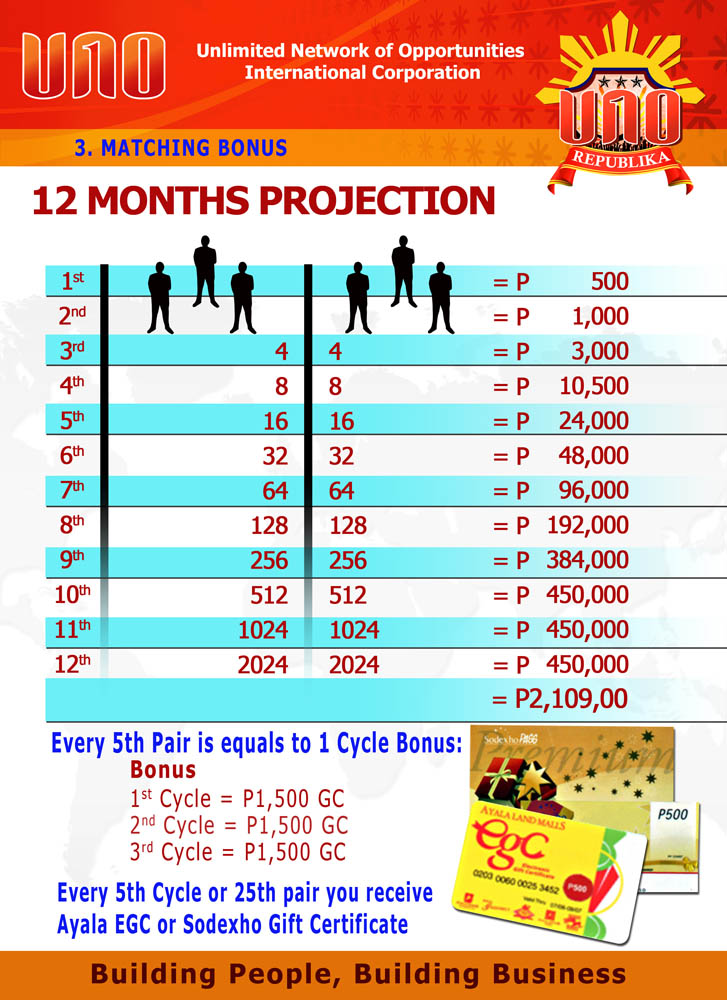 UNO
Unlimited Network of Opportunities
International Corporation
UNO
REPUBLIKA
3. MATCHING BONUS
12 MONTHS PROJECTION
1st = P 500
2nd = P 1,000
3rd 4 4 = P 3,000
4th 8 8 = P 10,500
5th 16 16 = P 24,000
6th 32 32 = P 48,000
7th 64 64 = P 96,000
8th 128 128 = P 192,000
9th 256 256 = P 384,000
10th 512 512 = P 450,000
11th 1024 1024 = P 450,000
12th 2024 2024 = P 450,000
= P2,109,00
Every 5th Pair is equals to 1 Cycle Bonus:
Bonus
1st Cycle = P1,500 GC
2nd Cycle = P1,500 GC
3rd Cycle = P1,500 GC
Every 5th Cycle or 25th pair you receive
Ayala EGC or Sodexho Gift Certificate
Sodexho Pass
Premium
P500
AYALA LAND MALLS
egc
Electronic
Gift Certificate
0203 0060 0025 3452
P500
Building People, Building Business